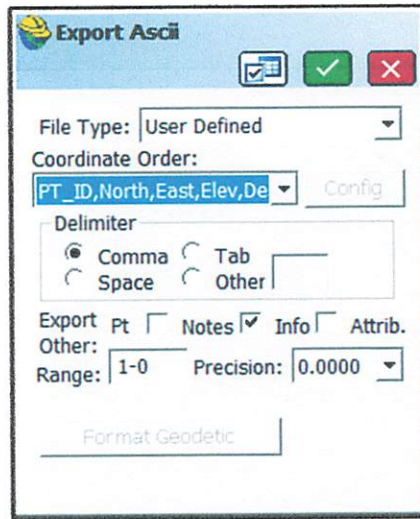 Export Ascii
File Type: User Defined
Coordinate Order:
PT_ID,North,East,Elev,De Config
Delimiter
Comma Tab
Space Other
Export Pt Notes Info Attrib.
Other:
Range: 1-0 Precision: 0.0000
Format Geodetic